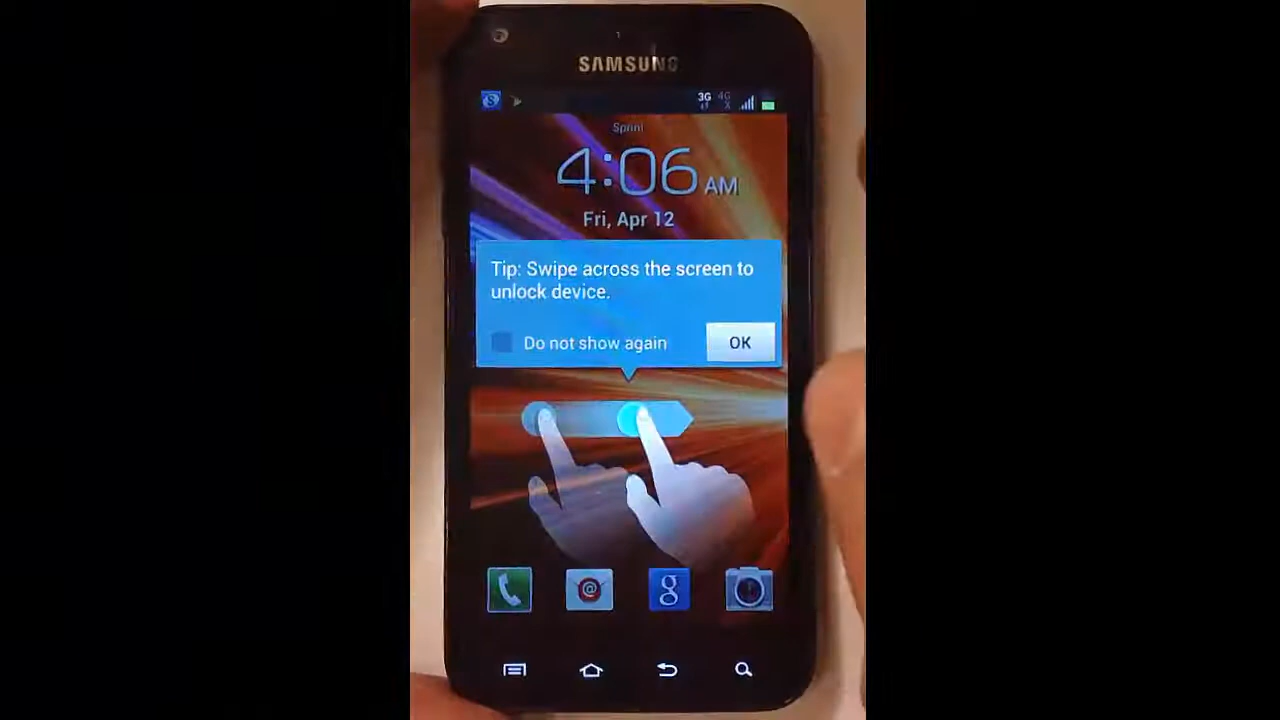 SAMSUNG
3G 4G
Sprint
4:06 AM
Fri, Apr 12
Tip: Swipe across the screen to
unlock device.
Do not show again
OK
@
g